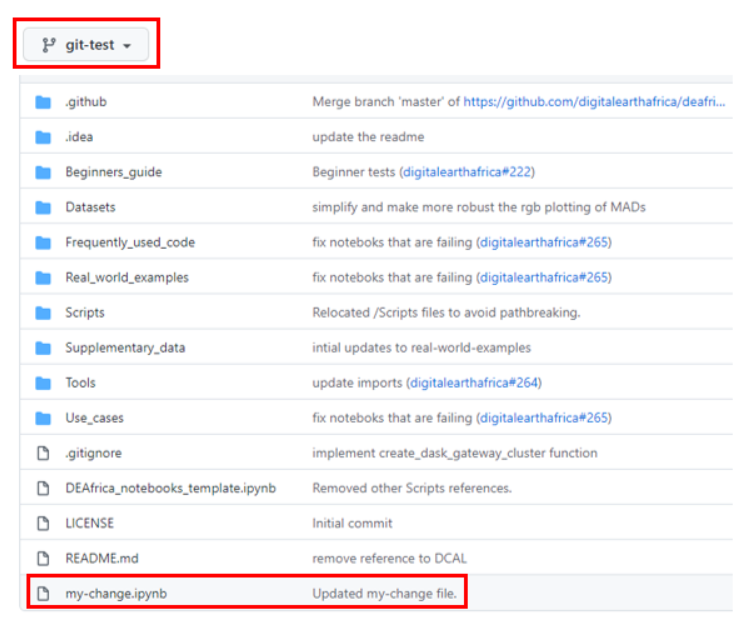 git-test
.github Merge branch 'master' of https://github.com/digitalearthafrica/deafri...
.idea update the readme
Beginners_guide Beginner tests (digitalearthafrica#222)
Datasets simplify and make more robust the rgb plotting of MADs
Frequently_used_code fix noteboks that are failing (digitalearthafrica#265)
Real_world_examples fix noteboks that are failing (digitalearthafrica#265)
Scripts Relocated /Scripts files to avoid pathbreaking.
Supplementary_data intial updates to real-world-examples
Tools update imports (digitalearthafrica#264)
Use_cases fix noteboks that are failing (digitalearthafrica#265)
.gitignore implement create_dask_gateway_cluster function
DEAfrica_notebooks_template.ipynb Removed other Scripts references.
LICENSE Initial commit
README.md remove reference to DCAL
my-change.ipynb Updated my-change file.